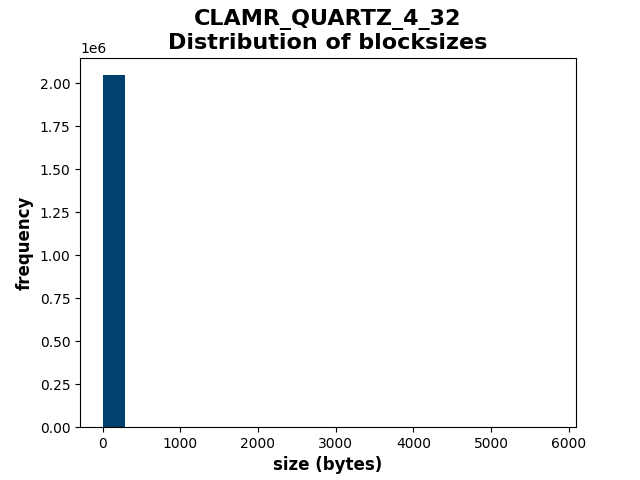 CLAMR_QUARTZ_4_32
Distribution of blocksizes
1e6
2.00
1.75
1.50
1.25
1.00
0.75
0.50
0.25
0.00
frequency
0 1000 2000 3000 4000 5000 6000
size (bytes)